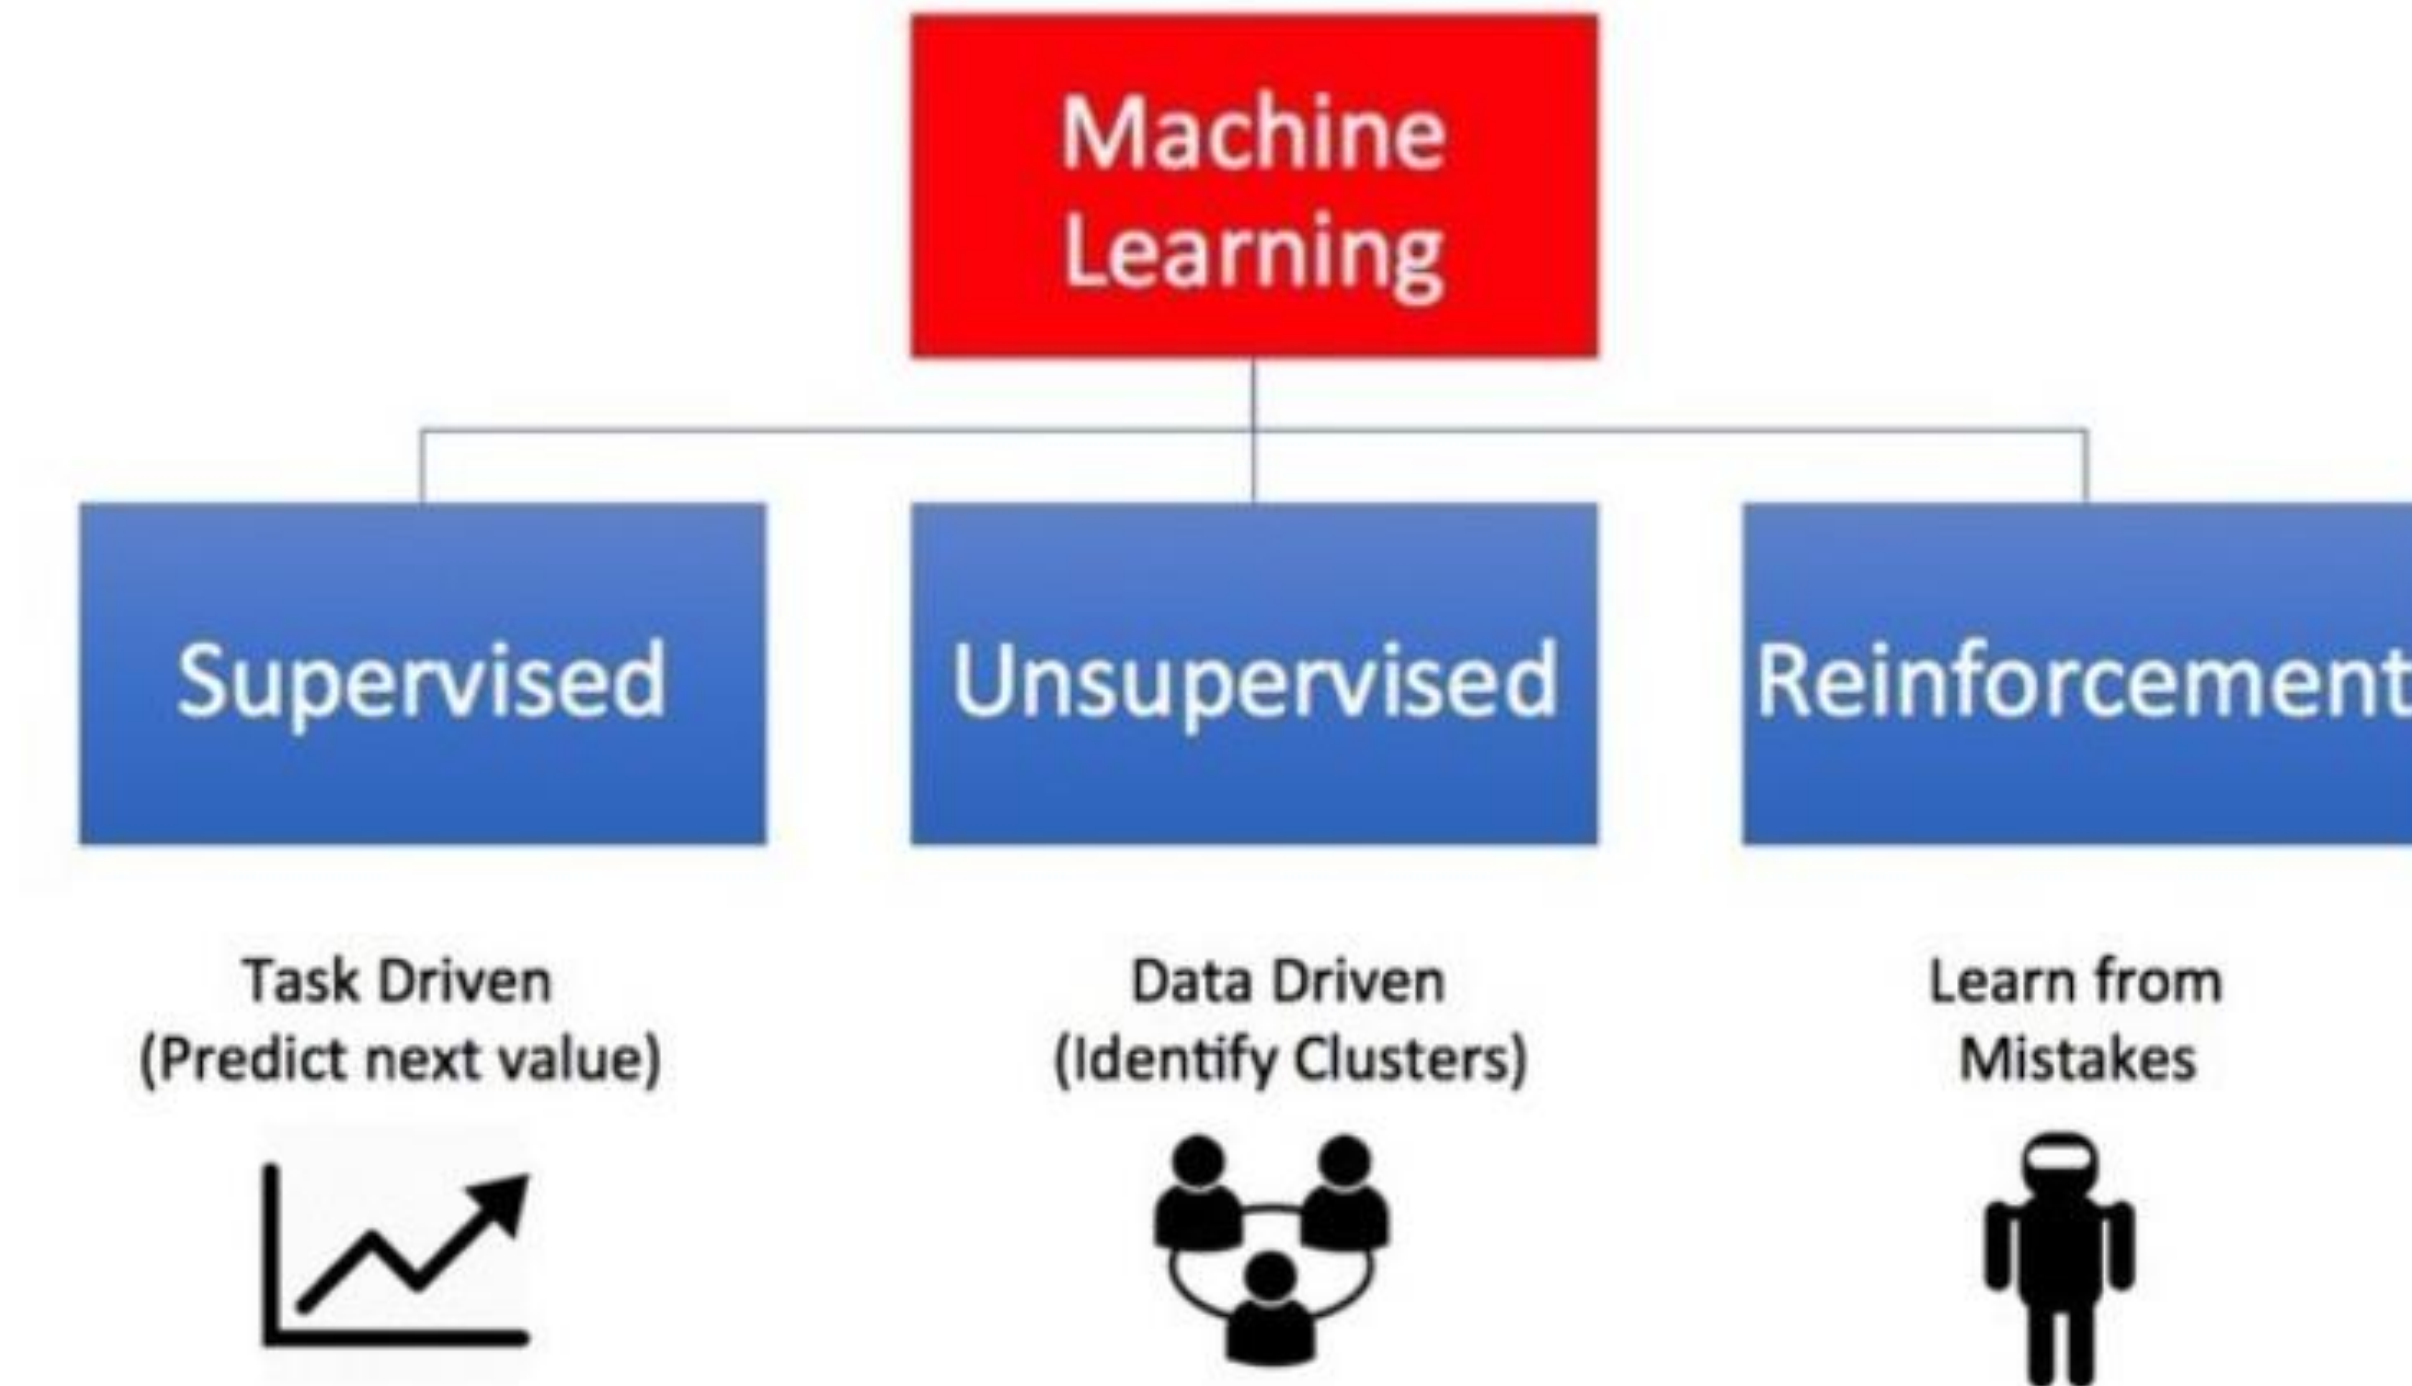 Machine
Learning
Supervised
Unsupervised
Reinforcement
Task Driven
(Predict next value)
Data Driven
(Identify Clusters)
Learn from
Mistakes